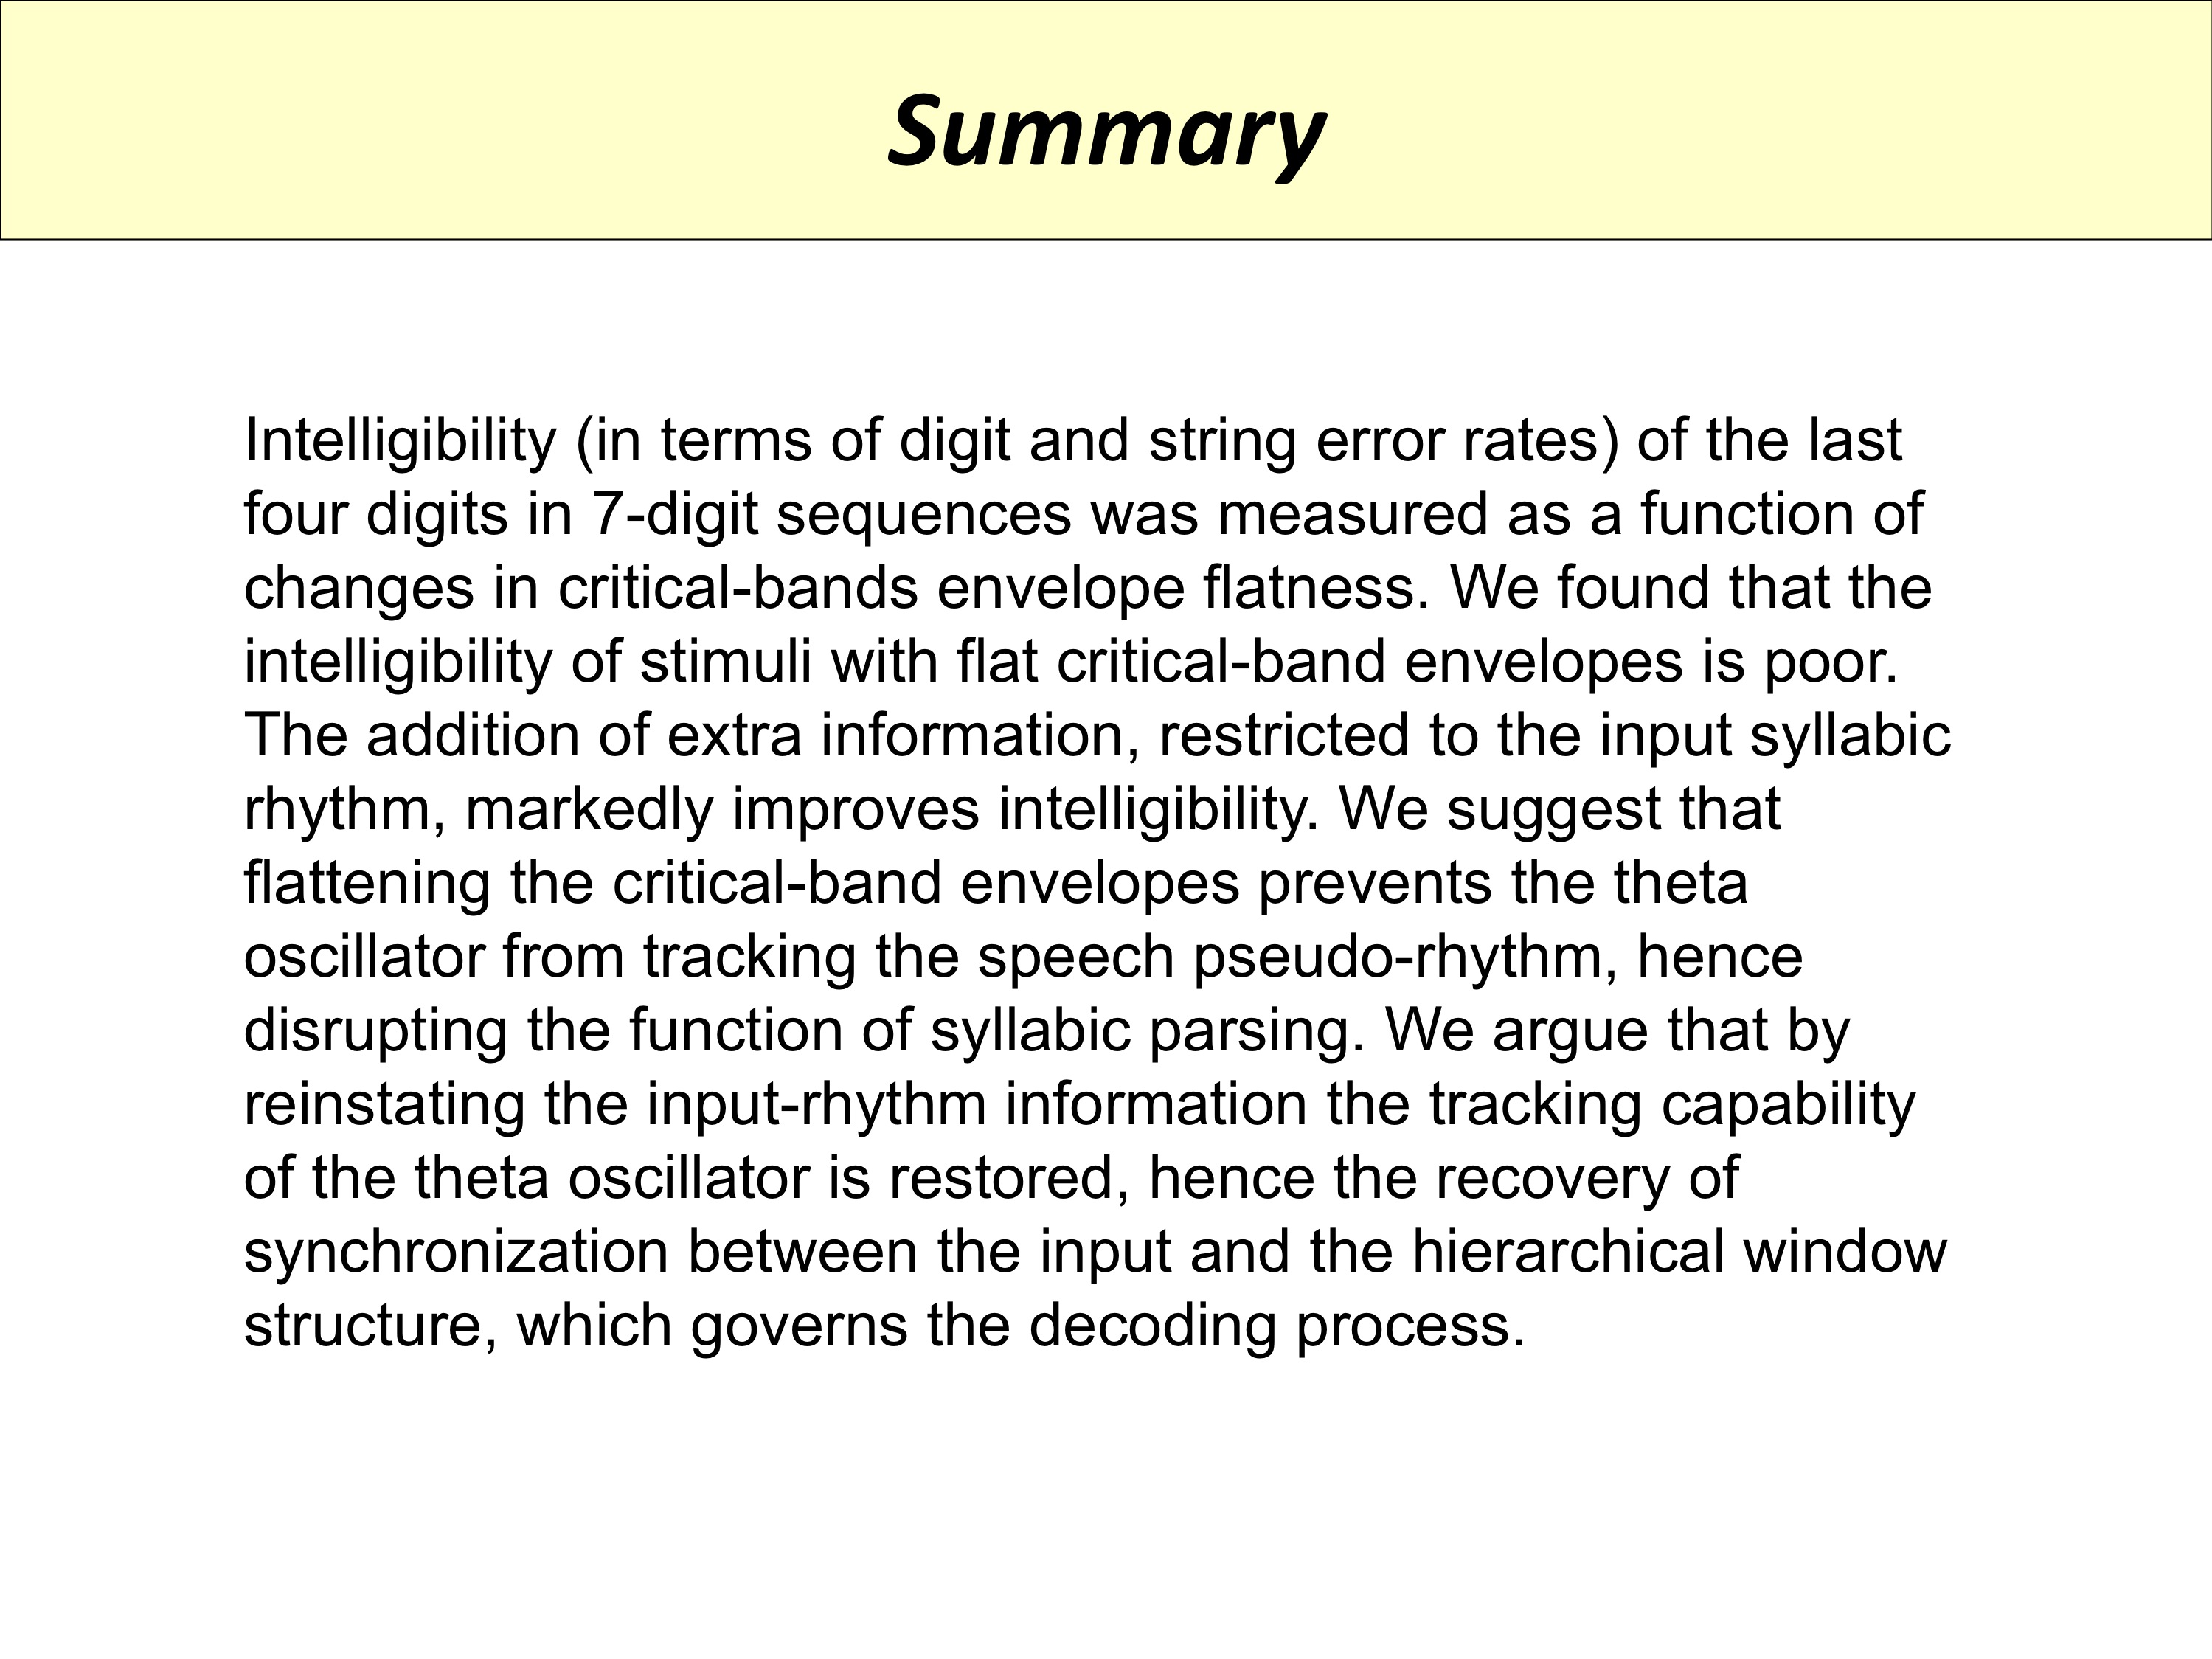 Summary
Intelligibility (in terms of digit and string error rates) of the last
four digits in 7-digit sequences was measured as a function of
changes in critical-bands envelope flatness. We found that the
intelligibility of stimuli with flat critical-band envelopes is poor.
The addition of extra information, restricted to the input syllabic
rhythm, markedly improves intelligibility. We suggest that
flattening the critical-band envelopes prevents the theta
oscillator from tracking the speech pseudo-rhythm, hence
disrupting the function of syllabic parsing. We argue that by
reinstating the input-rhythm information the tracking capability
of the theta oscillator is restored, hence the recovery of
synchronization between the input and the hierarchical window
structure, which governs the decoding process.